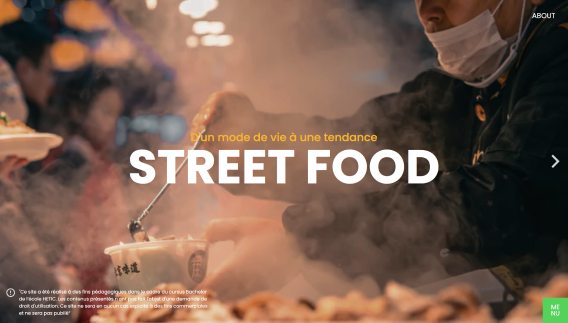 ABOUT
D'un mode de vie à une tendance
STREET FOOD
"Ce site a été réalisé à des fins pédagogiques dans le cadre du cursus Bachelor
de l'école HETIC. Les contenus présentés n'ont pas fait l'objet d'une demande de
droit d'utilisation. Ce site ne sera en aucun cas exploité à des fins commerciales
et ne sera pas publié"
ME
NU